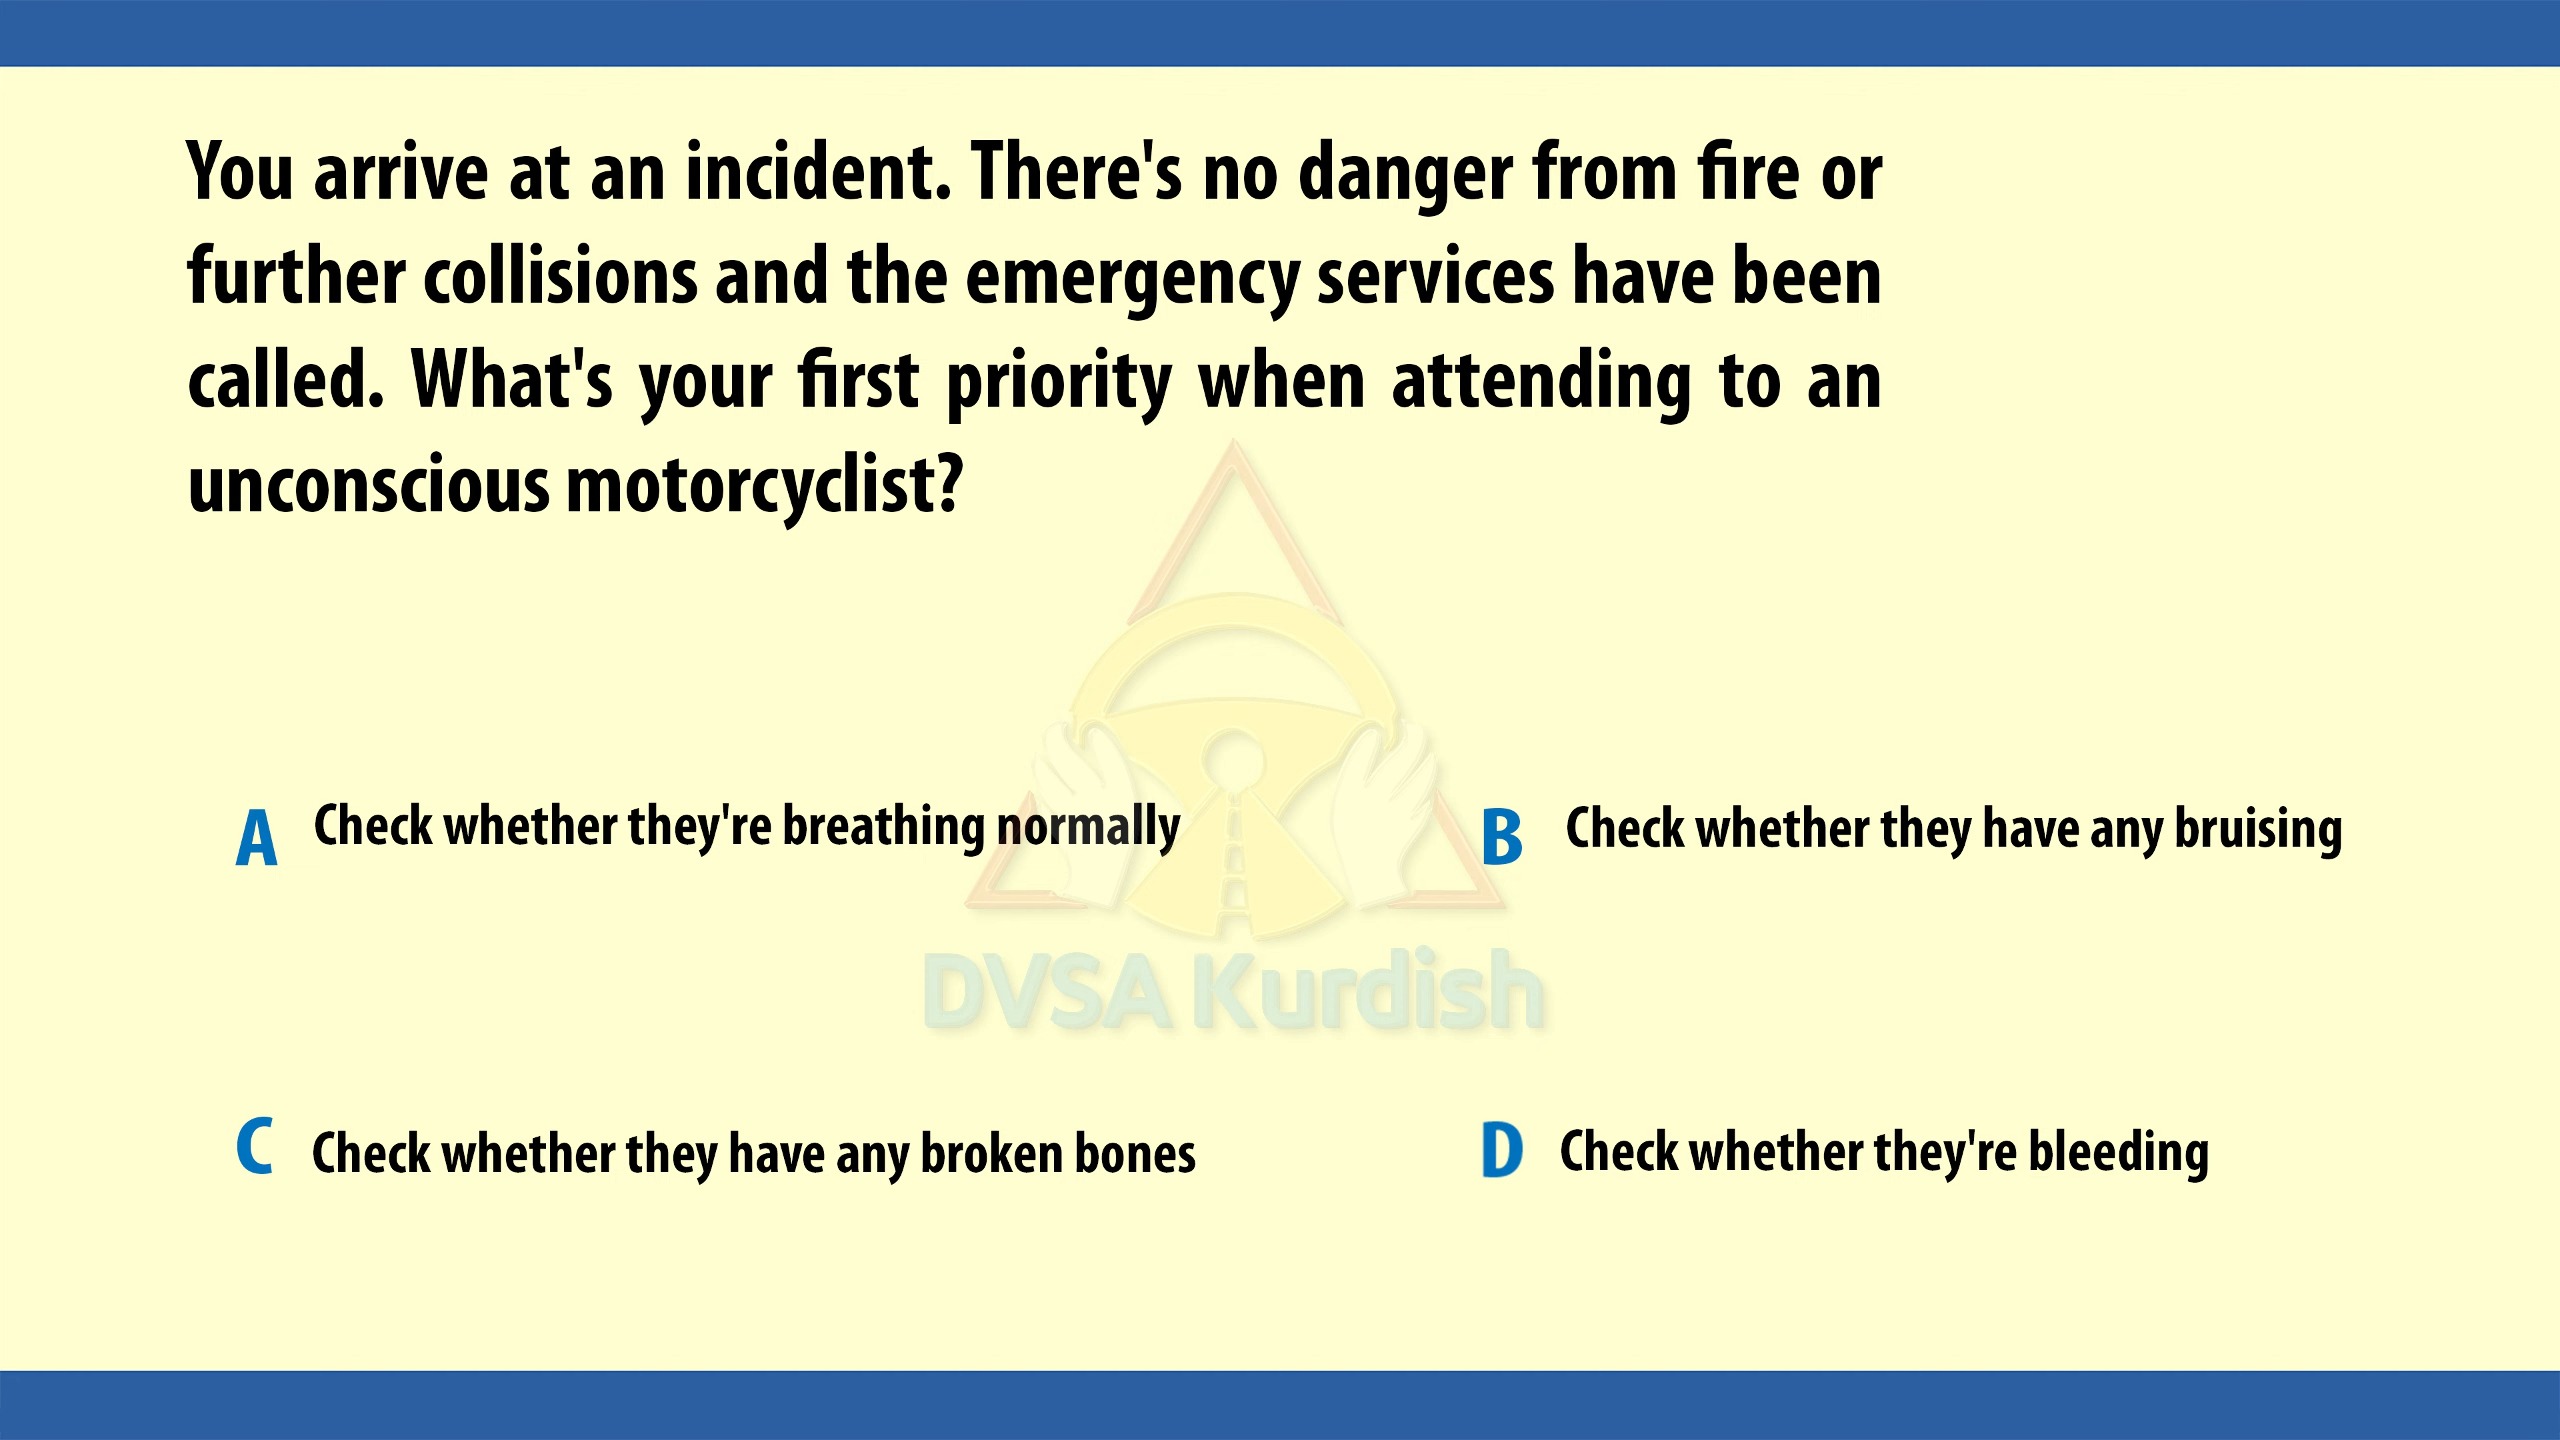 You arrive at an incident. There's no danger from fire or
further collisions and the emergency services have been
called. What's your first priority when attending to an
unconscious motorcyclist?
A Check whether they're breathing normally
B Check whether they have any bruising
DVSA Kurdish
C Check whether they have any broken bones
D Check whether they're bleeding